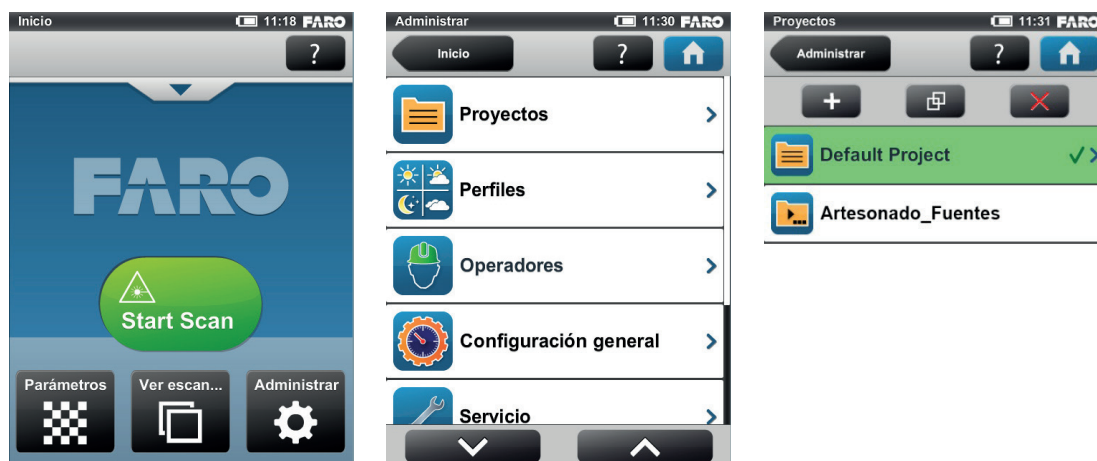 Inicio 11:18 FARO
?
FARO
Start Scan
Parámetros Ver escan... Administrar
Administrar 11:30 FARO
Inicio ?
Proyectos
Perfiles
Operadores
Configuración general
Servicio
Proyectos 11:31 FARO
Administrar ?
Default Project
Artesonado_Fuentes